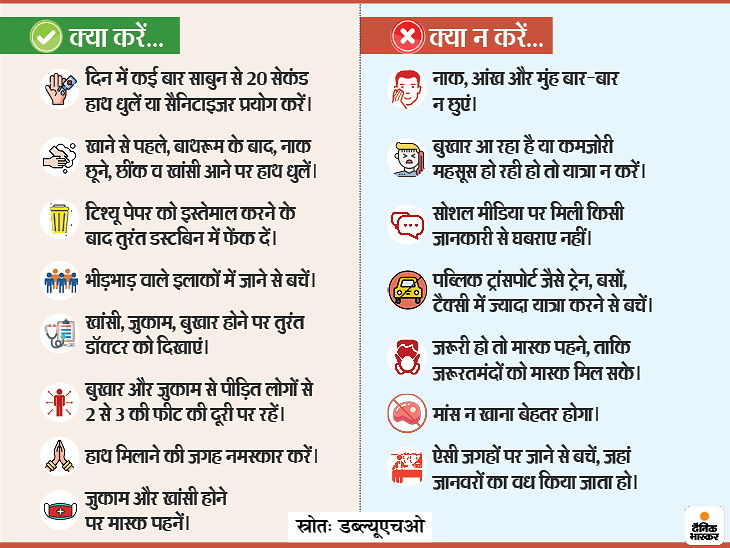 क्या करें...
दिन में कई बार साबुन से 20 सेकंड
हाथ धुलें या सैनिटाइजर प्रयोग करें।
खाने से पहले, बाथरूम के बाद, नाक
छूने, छींक व खांसी आने पर हाथ धुलें।
टिश्यू पेपर को इस्तेमाल करने के
बाद तुरंत डस्टबिन में फेंक दें।
भीड़भाड़ वाले इलाकों में जाने से बचें।
खांसी, जुकाम, बुखार होने पर तुरंत
डॉक्टर को दिखाएं।
बुखार और जुकाम से पीड़ित लोगों से
2 से 3 की फीट की दूरी पर रहें।
हाथ मिलाने की जगह नमस्कार करें।
जुकाम और खांसी होने
पर मास्क पहनें।
क्या न करें...
नाक, आंख और मुंह बार-बार
न छुएं।
बुखार आ रहा है या कमजोरी
महसूस हो रही हो तो यात्रा न करें।
सोशल मीडिया पर मिली किसी
जानकारी से घबराए नहीं।
पब्लिक ट्रांसपोर्ट जैसे ट्रेन, बसों,
टैक्सी में ज्यादा यात्रा करने से बचें।
जरूरी हो तो मास्क पहने, ताकि
जरूरतमंदों को मास्क मिल सके।
मांस न खाना बेहतर होगा।
ऐसी जगहों पर जाने से बचें, जहां
जानवरों का वध किया जाता हो।
स्रोतः डब्ल्यूएचओ
दैनिक
भास्कर